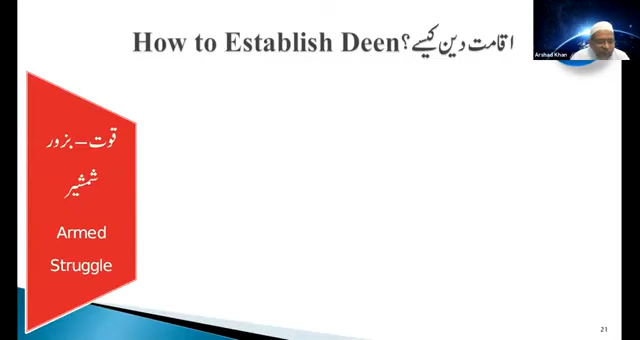 How to Establish Deen اقامت دین کیسے؟
Arshad Khan
قوت – بزور
شمشیر
Armed
Struggle
21